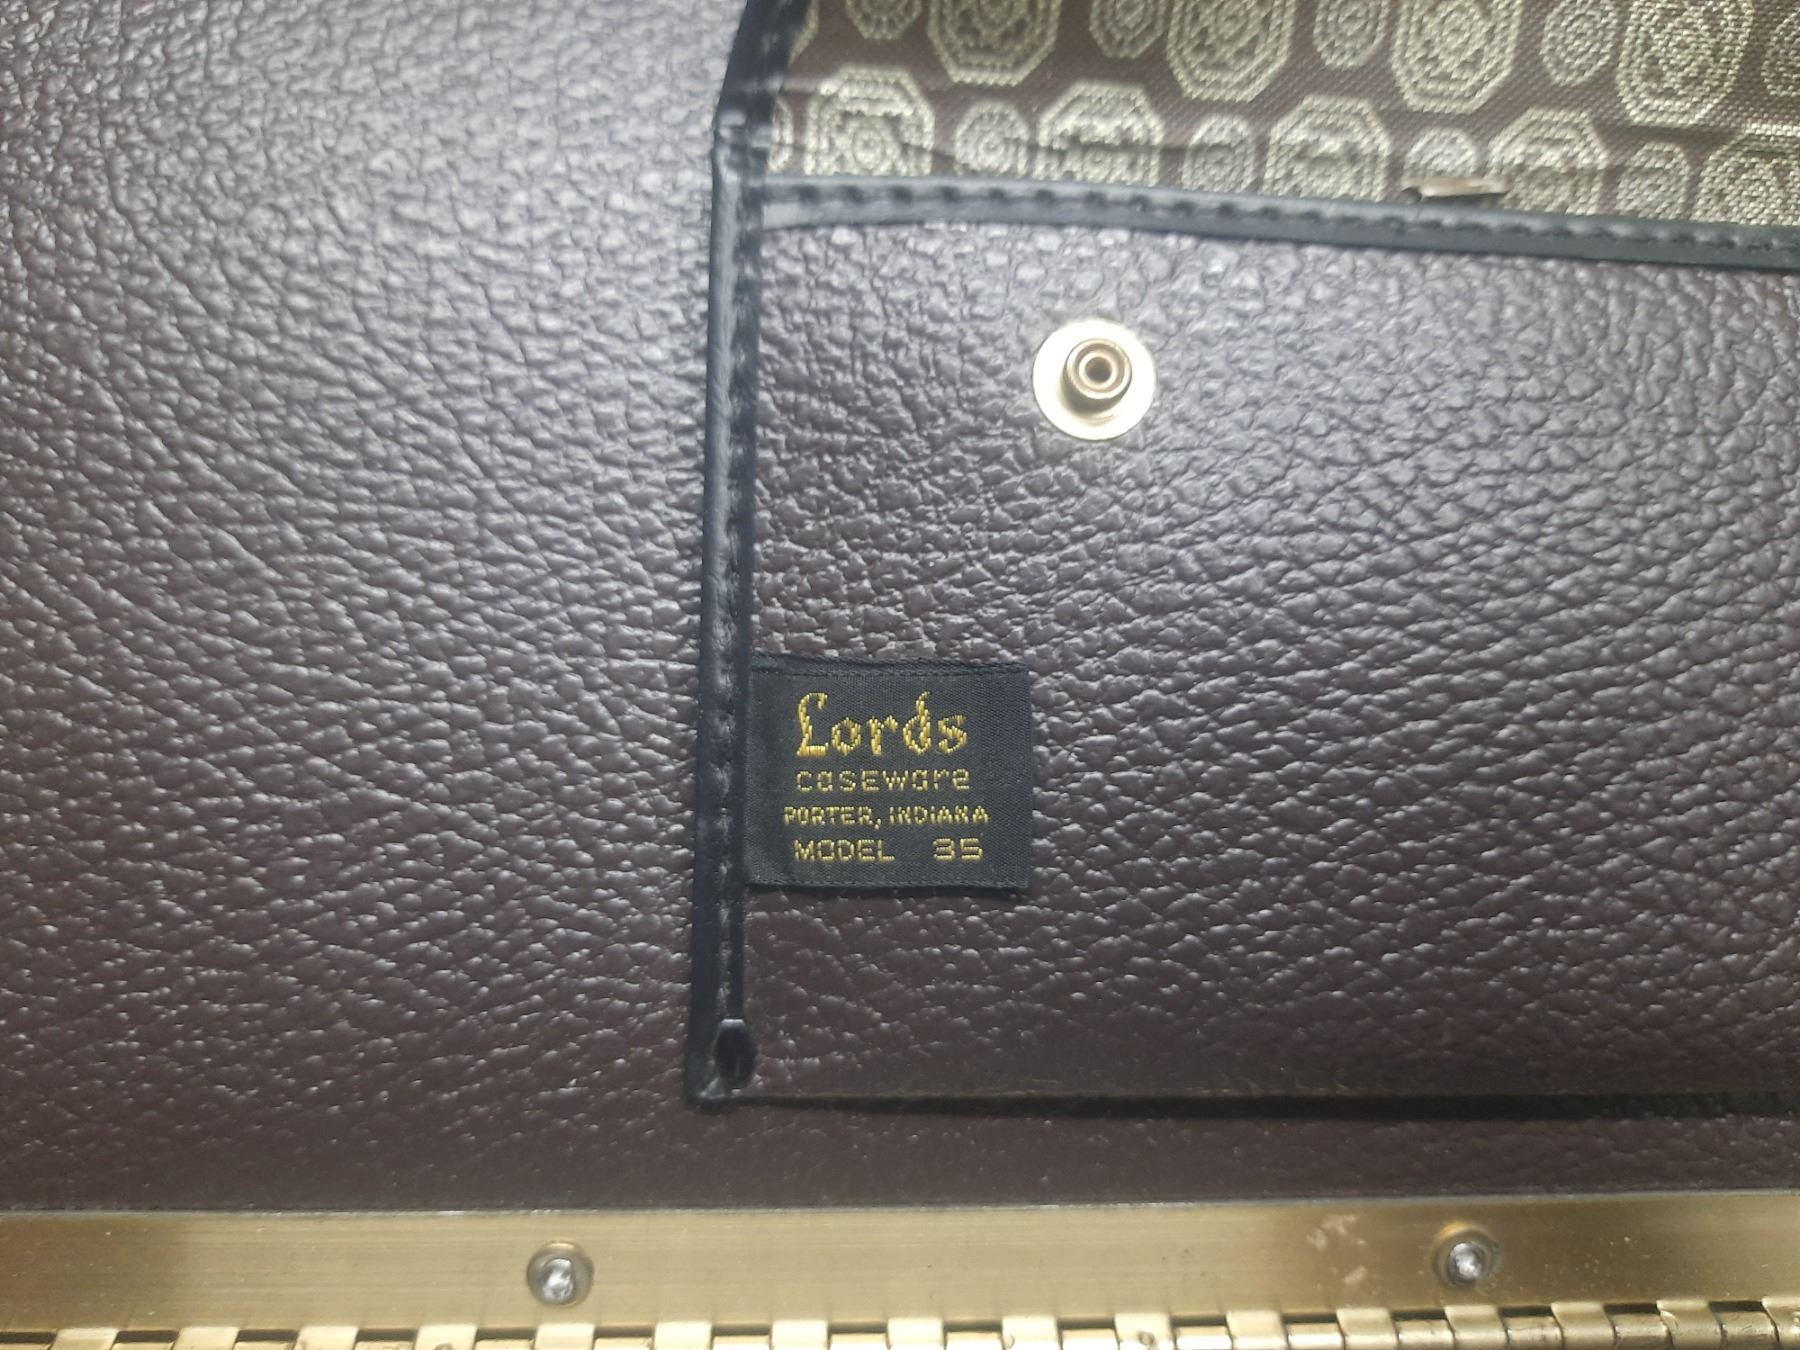 Lords
caseware
PORTER, INDIANA
MODEL 35